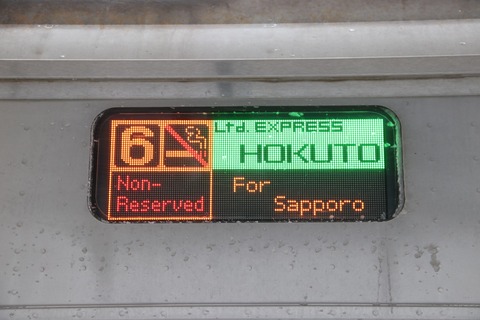 6
Ltd. EXPRESS
HOKUTO
Non-
Reserved
For
Sapporo